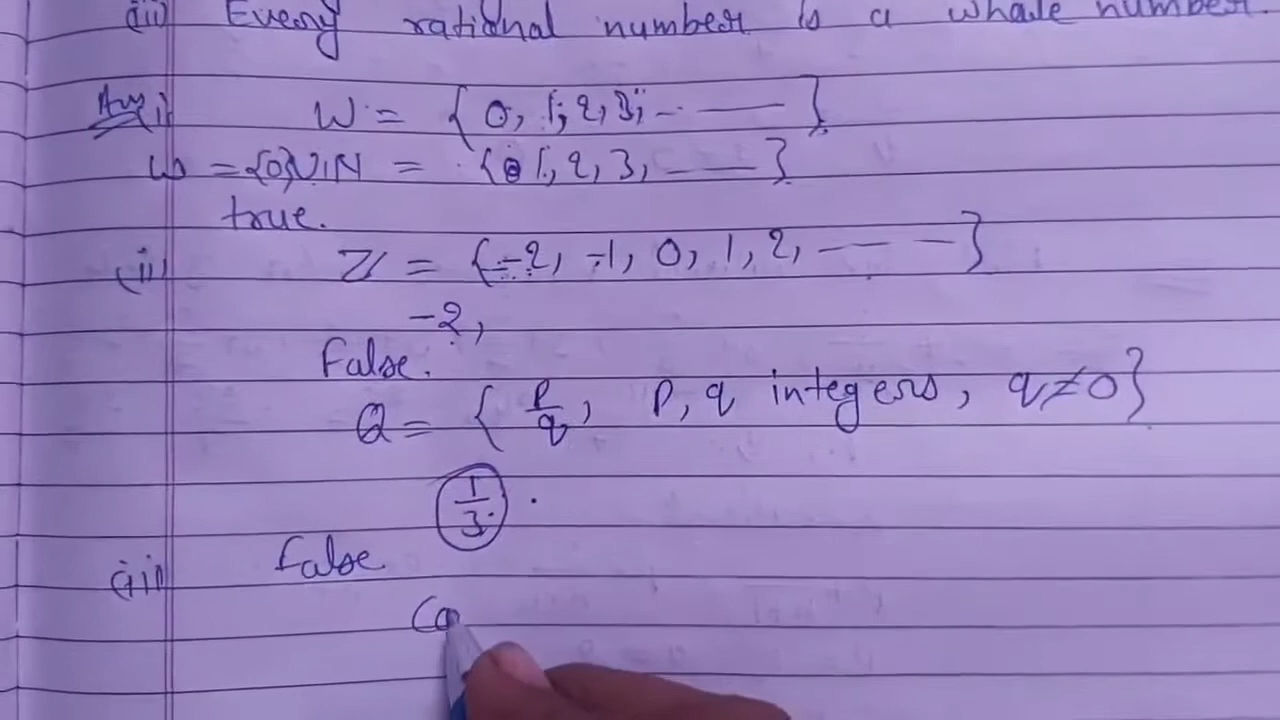 (iii) Every rational number is a whole number.
Ans (i) W = { 0, 1, 2, 3, - —— }
W = {0}UN = { 1, 2, 3, —— }
true.
(ii) Z = { -2, -1, 0, 1, 2, — — }
-2,
False.
Q = { p/q, p, q integers, q≠0}
1/3 .
(iii) False
(a